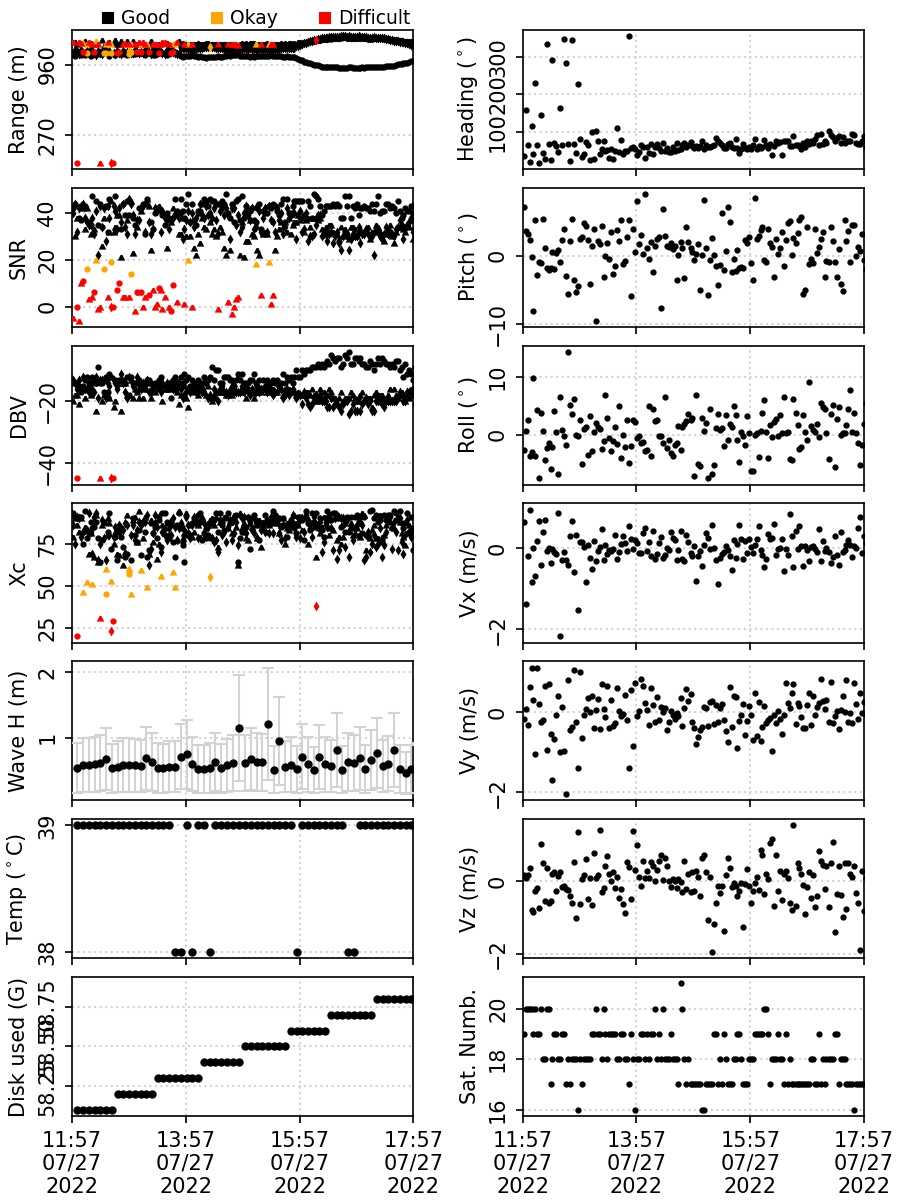 Good Okay Difficult
Range (m)
960
270
Heading (°)
300
200
100
SNR
40
20
0
Pitch (°)
0
−10
DBV
−20
−40
Roll (°)
10
0
Xc
75
50
25
Vx (m/s)
0
−2
Wave H (m)
2
1
Vy (m/s)
0
−2
Temp (°C)
39
38
Vz (m/s)
0
−2
Disk used (G)
58.75
58.50
58.25
Sat. Numb.
20
18
16
11:57 13:57 15:57 17:57
07/27 07/27 07/27 07/27
2022 2022 2022 2022
11:57 13:57 15:57 17:57
07/27 07/27 07/27 07/27
2022 2022 2022 2022